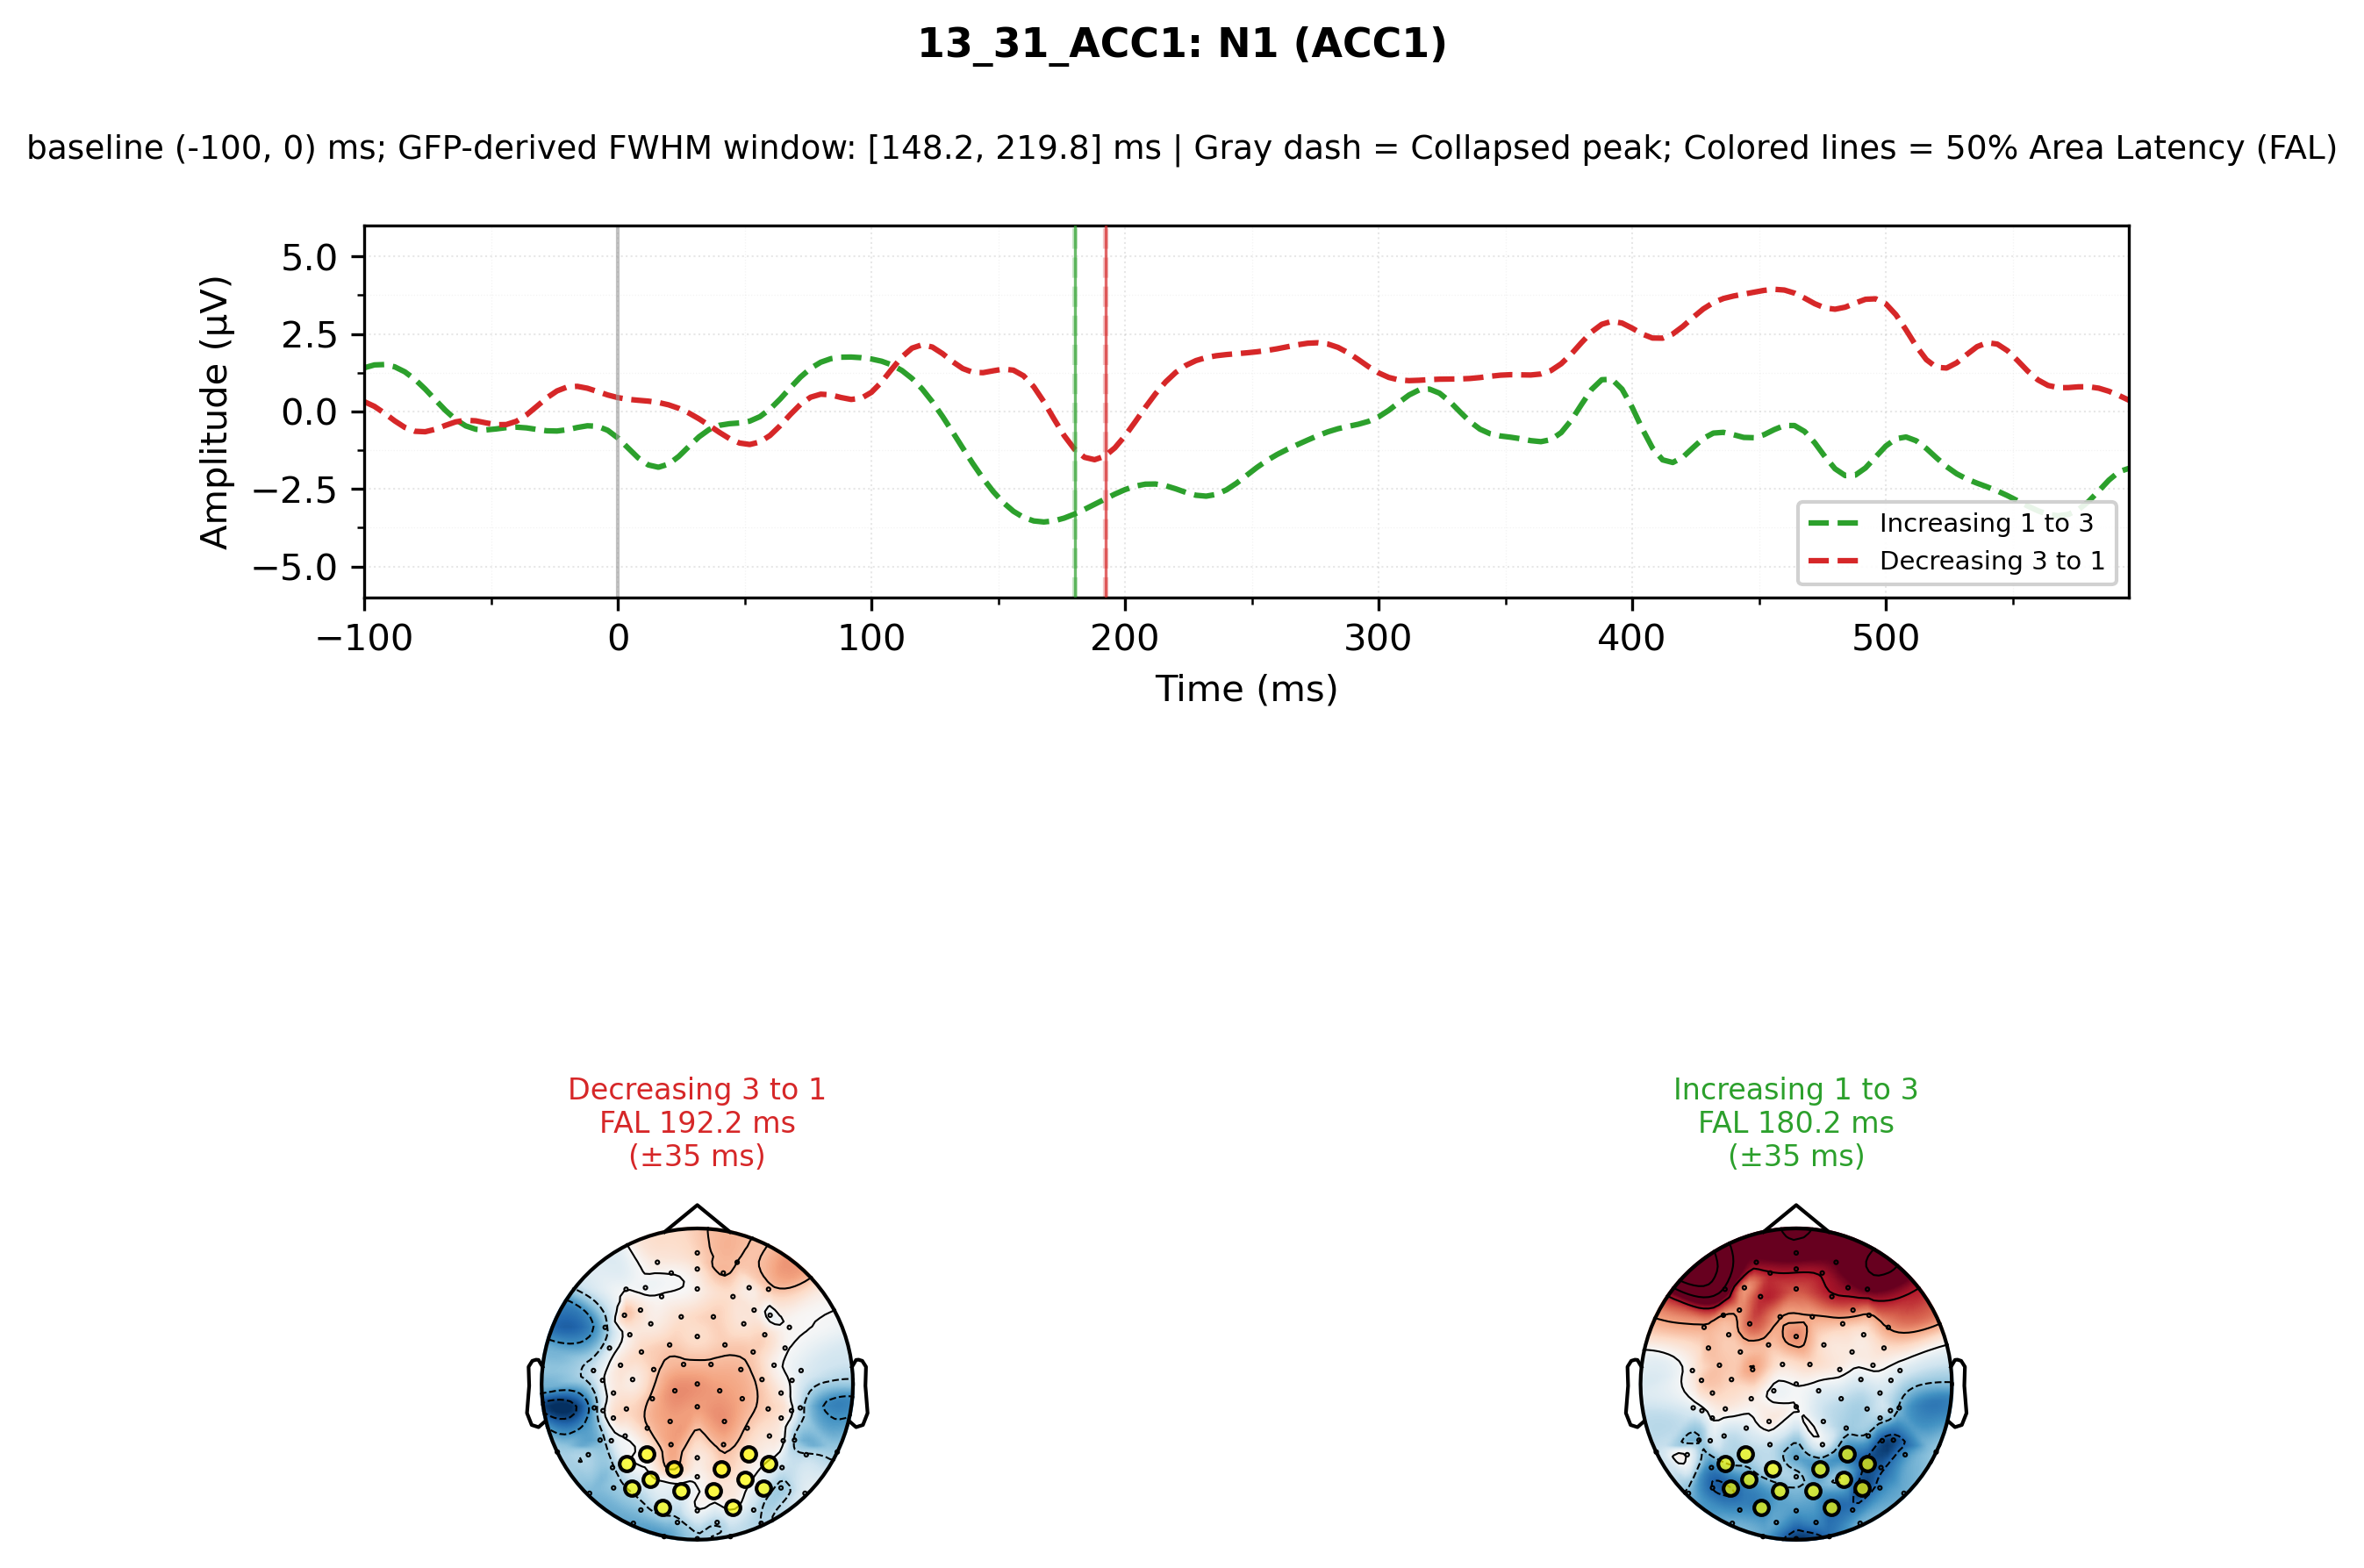 13_31_ACC1: N1 (ACC1)
baseline (-100, 0) ms; GFP-derived FWHM window: [148.2, 219.8] ms | Gray dash = Collapsed peak; Colored lines = 50% Area Latency (FAL)
Amplitude (µV)
5.0
2.5
0.0
−2.5
−5.0
Increasing 1 to 3
Decreasing 3 to 1
−100
0
100
200
300
400
500
Time (ms)
Decreasing 3 to 1
FAL 192.2 ms
(±35 ms)
Increasing 1 to 3
FAL 180.2 ms
(±35 ms)